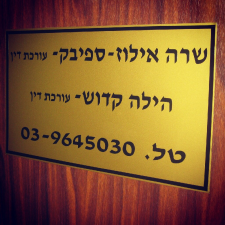 שרה אילוז-ספיבק- עורכת דין
הילה קדוש- עורכת דין
טל. 03-9645030